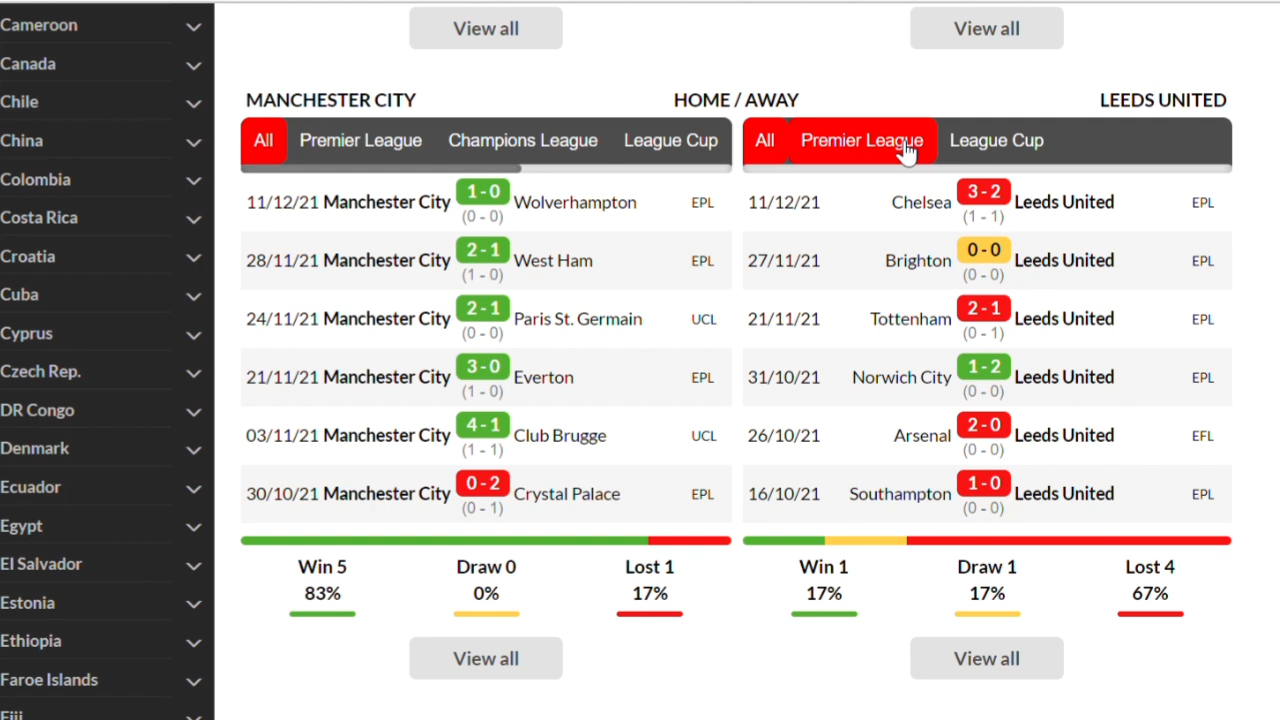 Cameroon
Canada
Chile
China
Colombia
Costa Rica
Croatia
Cuba
Cyprus
Czech Rep.
DR Congo
Denmark
Ecuador
Egypt
El Salvador
Estonia
Ethiopia
Faroe Islands
Fiji
View all
View all
MANCHESTER CITY HOME / AWAY LEEDS UNITED
All Premier League Champions League League Cup
11/12/21 Manchester City 1 - 0 Wolverhampton EPL
(0 - 0)
28/11/21 Manchester City 2 - 1 West Ham EPL
(1 - 0)
24/11/21 Manchester City 2 - 1 Paris St. Germain UCL
(0 - 0)
21/11/21 Manchester City 3 - 0 Everton EPL
(1 - 0)
03/11/21 Manchester City 4 - 1 Club Brugge UCL
(1 - 1)
30/10/21 Manchester City 0 - 2 Crystal Palace EPL
(0 - 1)
Win 5 Draw 0 Lost 1
83% 0% 17%
View all
All Premier League League Cup
11/12/21 Chelsea 3 - 2 Leeds United EPL
(1 - 1)
27/11/21 Brighton 0 - 0 Leeds United EPL
(0 - 0)
21/11/21 Tottenham 2 - 1 Leeds United EPL
(0 - 1)
31/10/21 Norwich City 1 - 2 Leeds United EPL
(0 - 0)
26/10/21 Arsenal 2 - 0 Leeds United EFL
(0 - 0)
16/10/21 Southampton 1 - 0 Leeds United EPL
(0 - 0)
Win 1 Draw 1 Lost 4
17% 17% 67%
View all